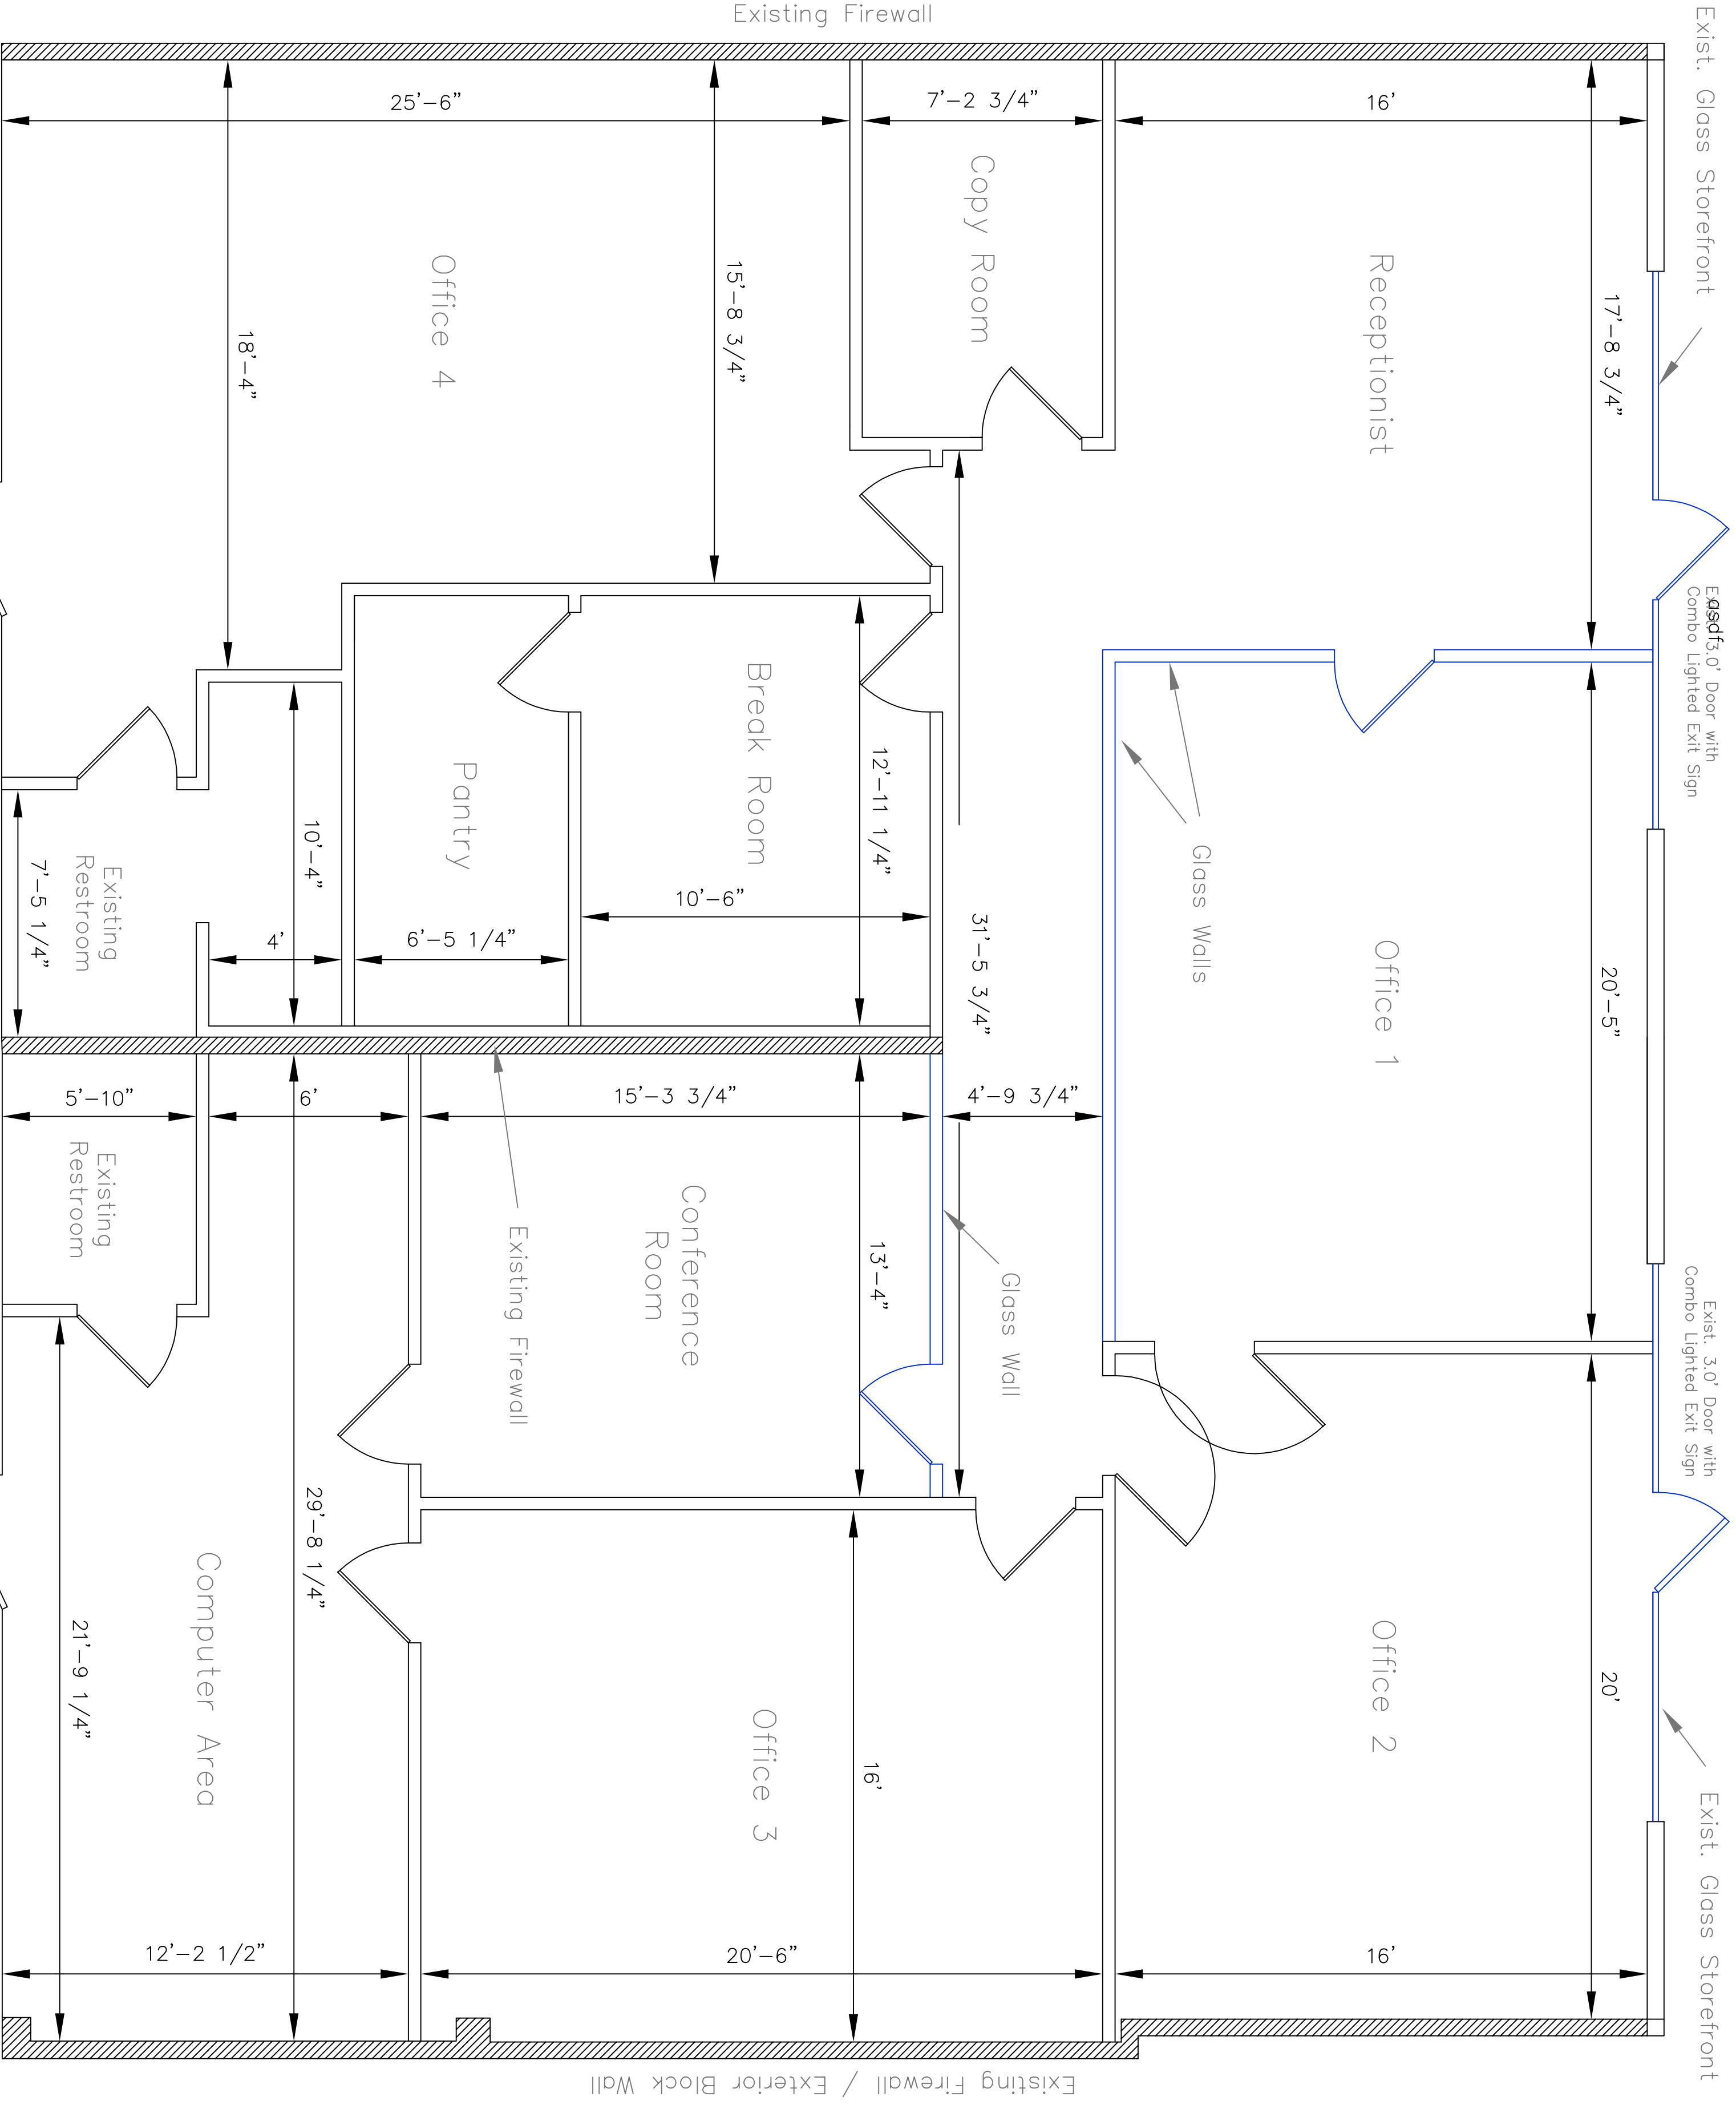 Existing Firewall
Exist. Glass Storefront
25'-6"
7'-2 3/4"
16'
Copy Room
Receptionist
17'-8 3/4"
Office 4
15'-8 3/4"
18'-4"
asdf
Exist. 3.0' Door with
Combo Lighted Exit Sign
Break Room
Pantry
12'-11 1/4"
10'-4"
10'-6"
Glass Walls
Existing
Restroom
7'-5 1/4"
4'
6'-5 1/4"
31'-5 3/4"
Office 1
20'-5"
5'-10"
6'
15'-3 3/4"
4'-9 3/4"
Existing
Restroom
Conference
Room
13'-4"
Existing Firewall
Glass Wall
Exist. 3.0' Door with
Combo Lighted Exit Sign
29'-8 1/4"
Computer Area
21'-9 1/4"
Office 3
16'
Office 2
20'
Exist. Glass Storefront
12'-2 1/2"
20'-6"
16'
Existing Firewall / Exterior Block Wall